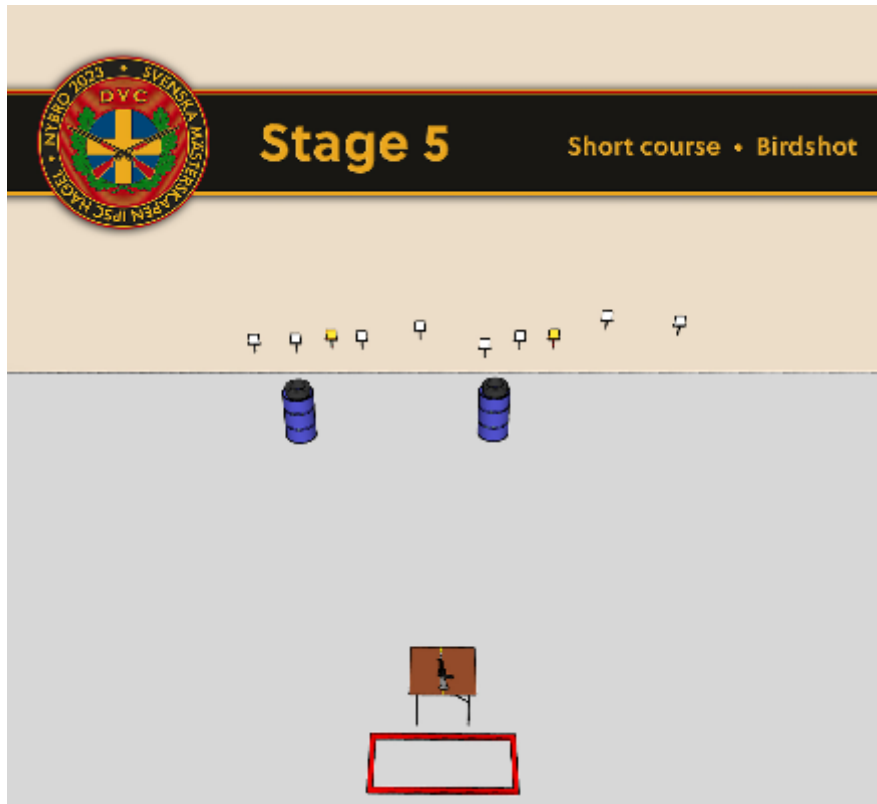 NYBRO 2023 • SVENSKA MÄSTERSKAPEN IPSC HAGEL •
DVC
Stage 5
Short course • Birdshot